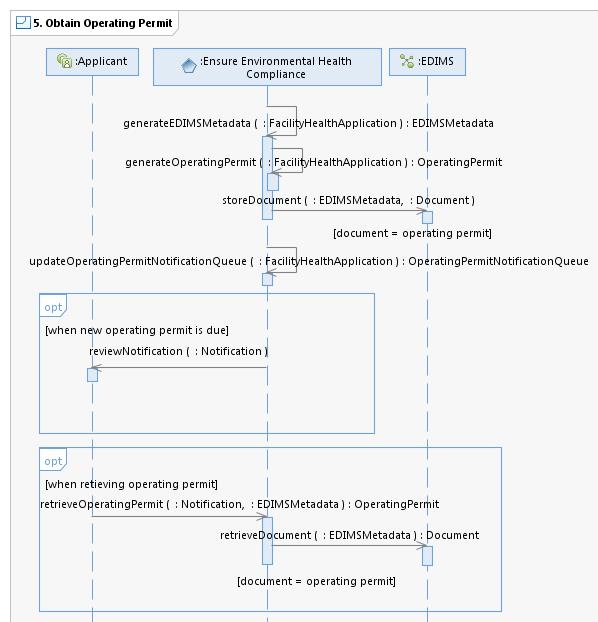 5. Obtain Operating Permit
:Applicant
:Ensure Environmental Health
Compliance
:EDIMS
generateEDIMSMetadata ( : FacilityHealthApplication ) : EDIMSMetadata
generateOperatingPermit ( : FacilityHealthApplication ) : OperatingPermit
storeDocument ( : EDIMSMetadata, : Document )
[document = operating permit]
updateOperatingPermitNotificationQueue ( : FacilityHealthApplication ) : OperatingPermitNotificationQueue
opt
[when new operating permit is due]
reviewNotification ( : Notification )
opt
[when retieving operating permit]
retrieveOperatingPermit ( : Notification, : EDIMSMetadata ) : OperatingPermit
retrieveDocument ( : EDIMSMetadata ) : Document
[document = operating permit]